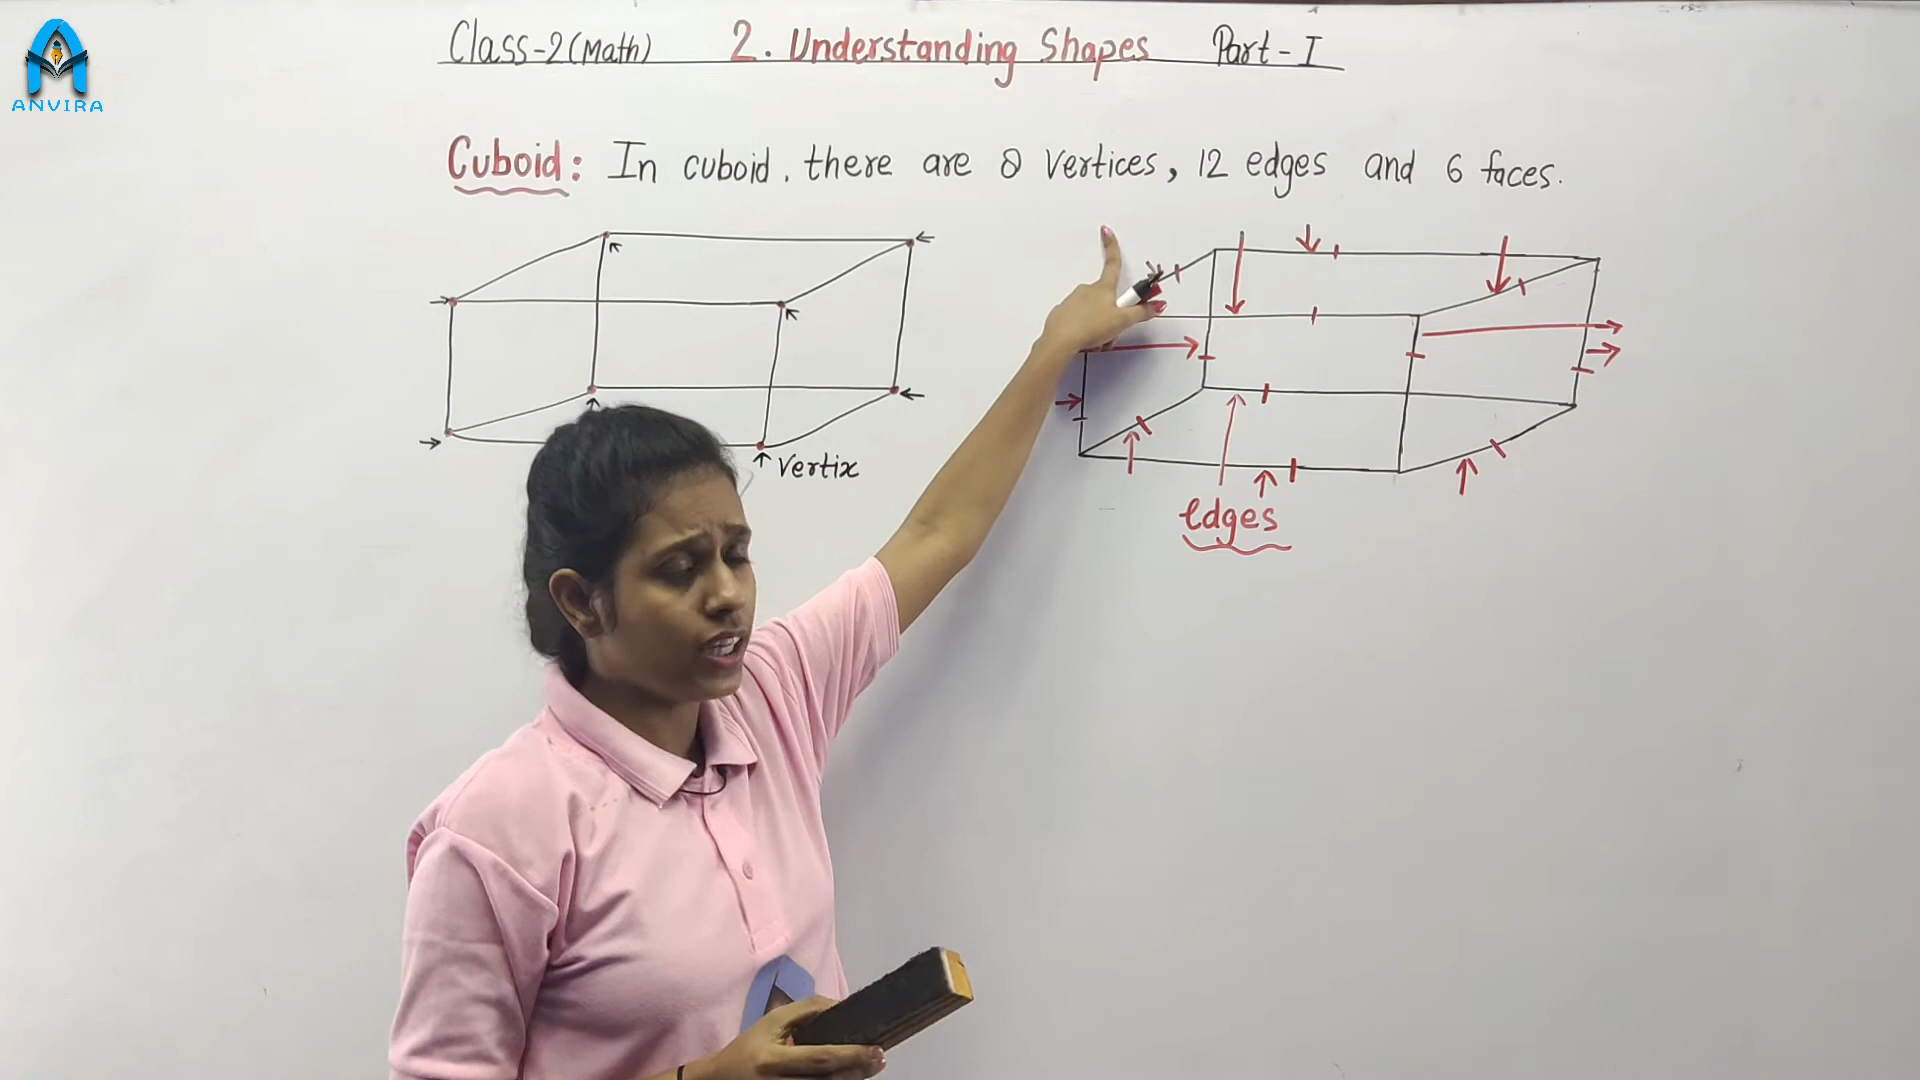 ANVIRA
Class-2 (Math) 2. Understanding Shapes Part-I
Cuboid: In cuboid. there are 8 vertices, 12 edges and 6 faces.
Vertix
edges